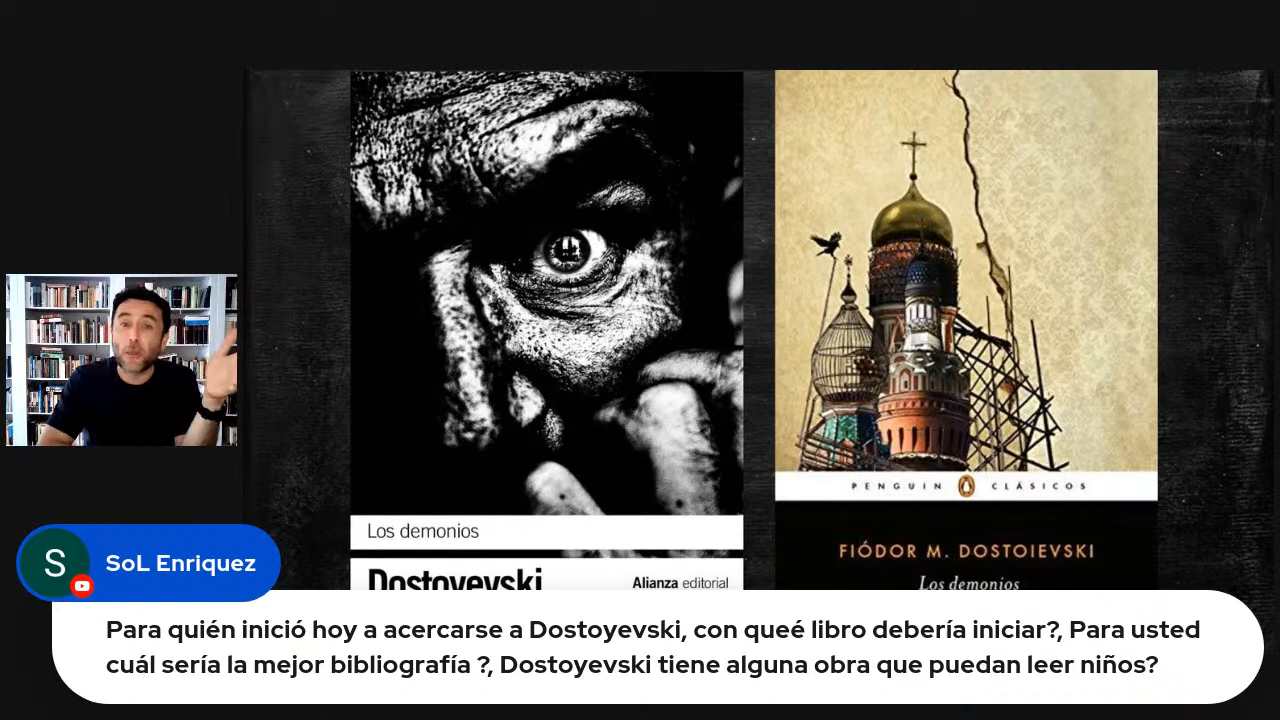 Los demonios
Dostoyevski
Alianza editorial
PENGUIN CLÁSICOS
FIÓDOR M. DOSTOIEVSKI
Los demonios
S
SoL Enriquez
Para quién inició hoy a acercarse a Dostoyevski, con queé libro debería iniciar?, Para usted
cuál sería la mejor bibliografía ?, Dostoyevski tiene alguna obra que puedan leer niños?